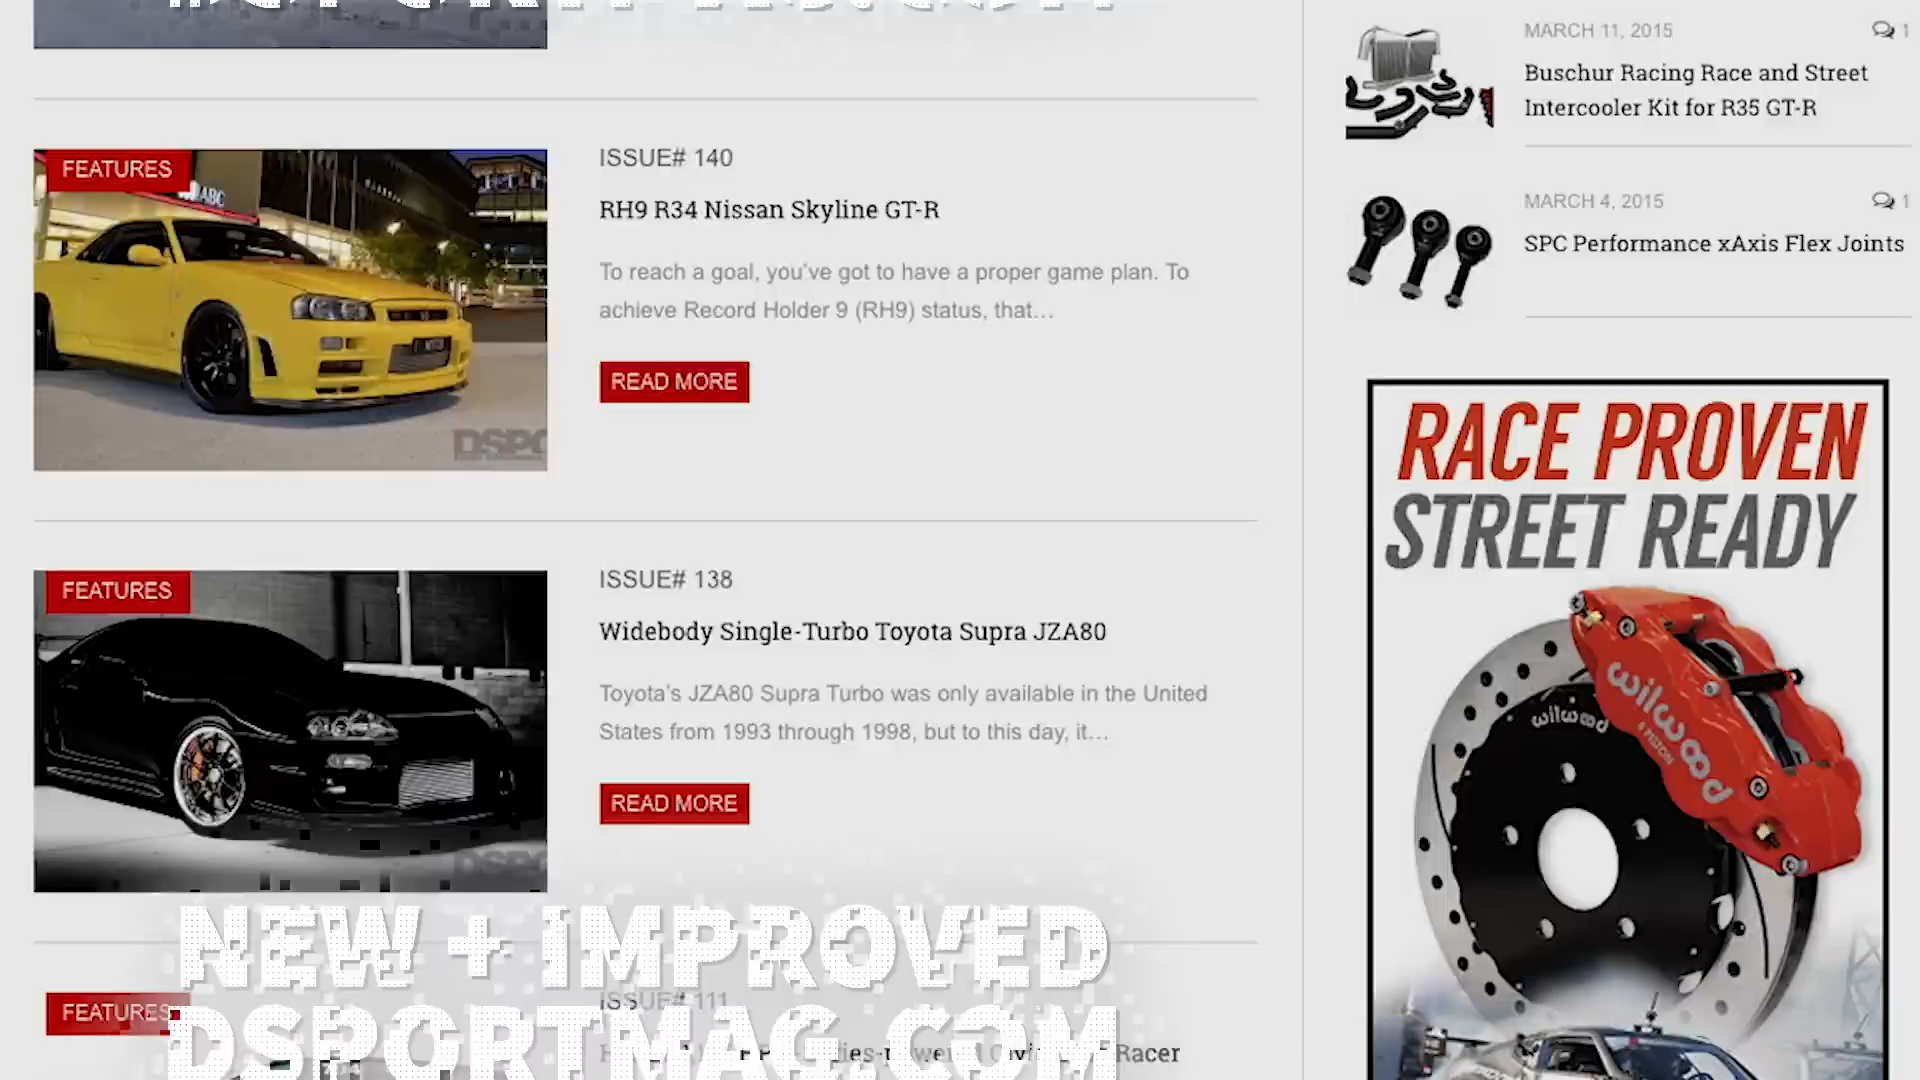 FEATURES
ABC
DSPO
ISSUE# 140
RH9 R34 Nissan Skyline GT-R
To reach a goal, you've got to have a proper game plan. To
achieve Record Holder 9 (RH9) status, that...
READ MORE
FEATURES
DSPO
ISSUE# 138
Widebody Single-Turbo Toyota Supra JZA80
Toyota's JZA80 Supra Turbo was only available in the United
States from 1993 through 1998, but to this day, it...
READ MORE
NEW + IMPROVED
DSPORTMAG.COM
FEATURES
ISSUE# 111
Racer
MARCH 11, 2015
1
Buschur Racing Race and Street
Intercooler Kit for R35 GT-R
MARCH 4, 2015
1
SPC Performance xAxis Flex Joints
RACE PROVEN
STREET READY
wilwood
wilwood